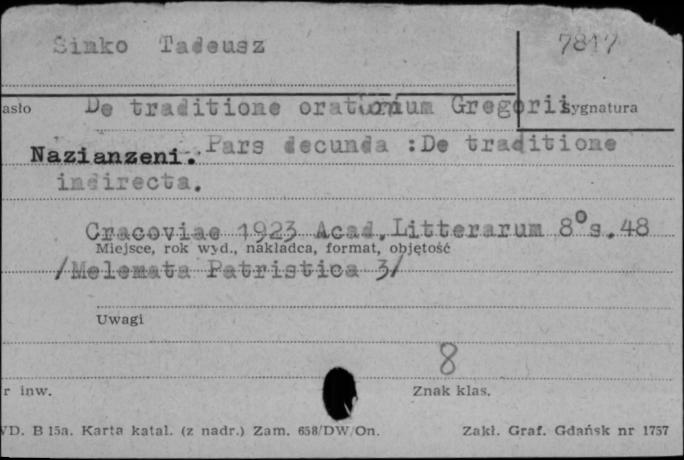 Sinko Tadeusz
7817
asło
De traditione orationium Gregorii
sygnatura
Nazianzeni. Pars decunda :De traditione
indirecta.
Cracoviae 1923 Acad.Litterarum 8°s.48
Miejsce, rok wyd., nakładca, format, objętość
/Melemata Patristica 3/
Uwagi
8
r inw.
Znak klas.
VD. B 15a. Karta katal. (z nadr.) Zam. 658/DW/On.
Zakł. Graf. Gdańsk nr 1757